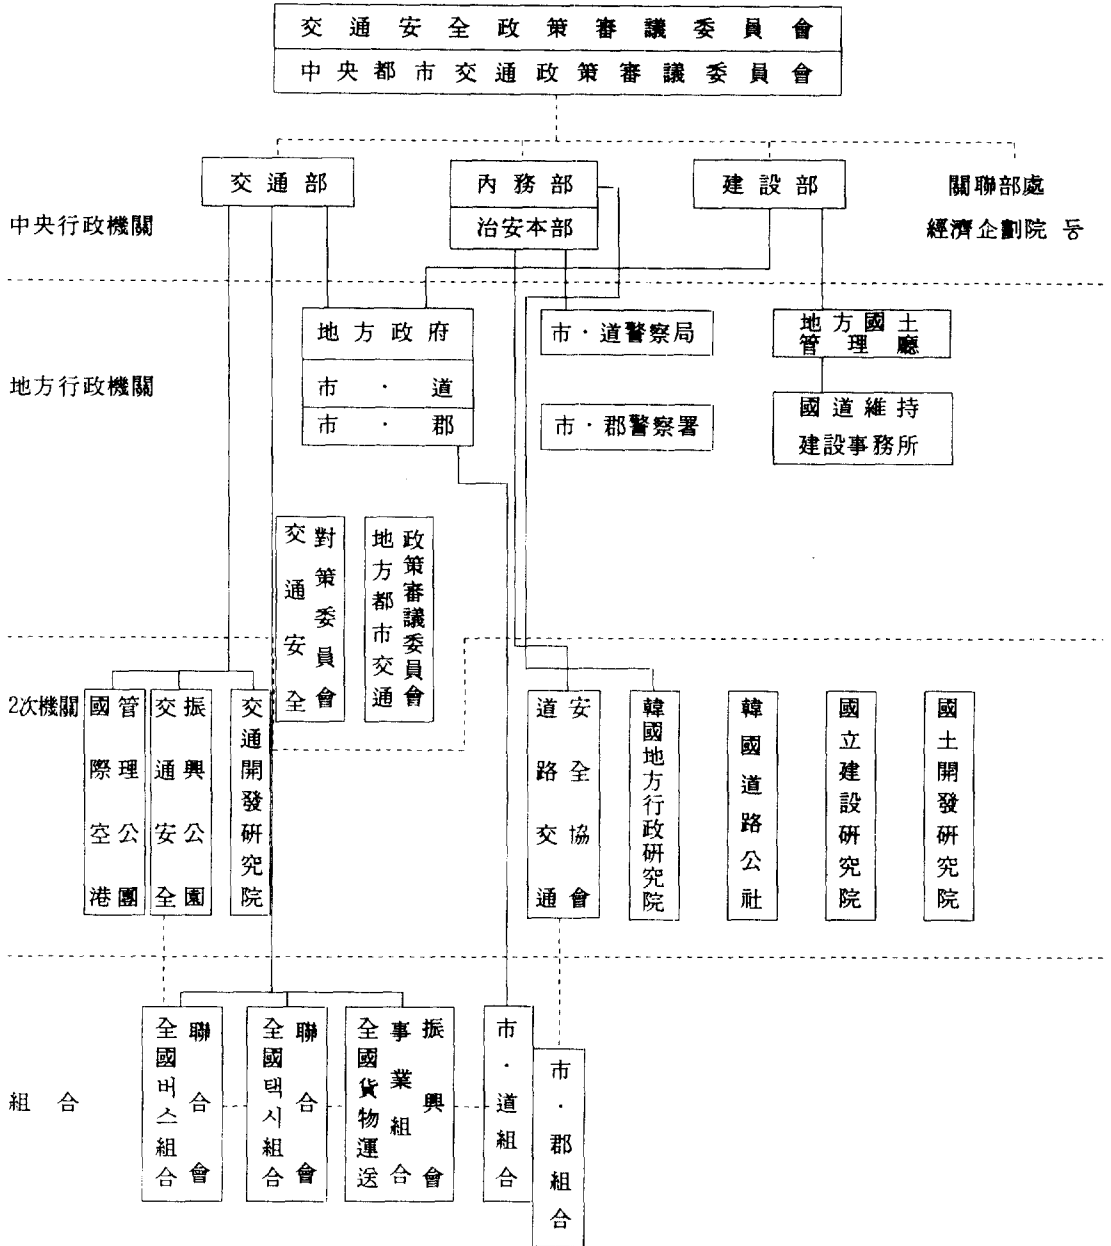 交通安全政策審議委員會
中央都市交通政策審議委員會
交通部
內務部
治安本部
建設部
關聯部處
經濟企劃院 등
中央行政機關
地方政府
市・道
市・郡
市・道警察局
市・郡警察署
地方國土
管理廳
國道維持
建設事務所
地方行政機關
交通安全
對策委員會
地方都市交通
政策審議委員會
2次機關
國際空港
管理公團
交通安全
振興公園
交通開發硏究院
道路交通
安全協會
韓國地方行政硏究院
韓國道路公社
國立建設硏究院
國土開發硏究院
組合
全國버스組合
聯合會
全國택시組合
聯合會
全國貨物運送
事業組合
振興會
市・道組合
市・郡組合